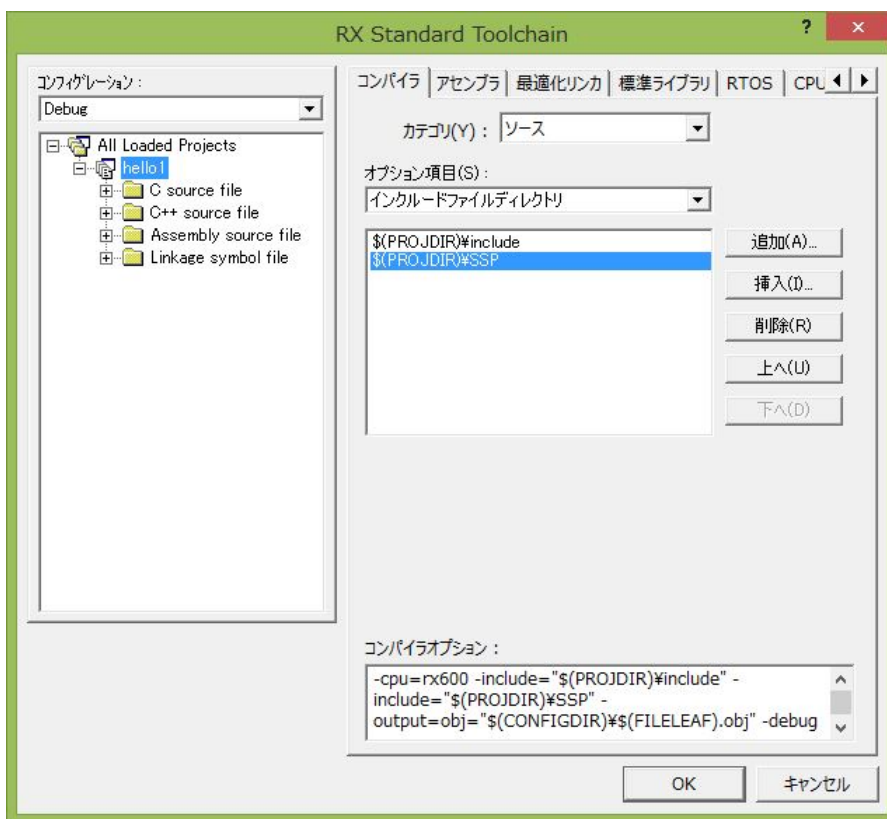 RX Standard Toolchain
? ×
コンフィグレーション :
Debug
All Loaded Projects
hello1
C source file
C++ source file
Assembly source file
Linkage symbol file
コンパイラ アセンブラ 最適化リンカ 標準ライブラリ RTOS CPU
カテゴリ(Y) : ソース
オプション項目(S) :
インクルードファイルディレクトリ
$(PROJDIR)¥include
$(PROJDIR)¥SSP
追加(A)...
挿入(I)...
削除(R)
上へ(U)
下へ(D)
コンパイラオプション :
-cpu=rx600 -include="$(PROJDIR)¥include" -
include="$(PROJDIR)¥SSP" -
output=obj="$(CONFIGDIR)¥$(FILELEAF).obj" -debug
OK キャンセル